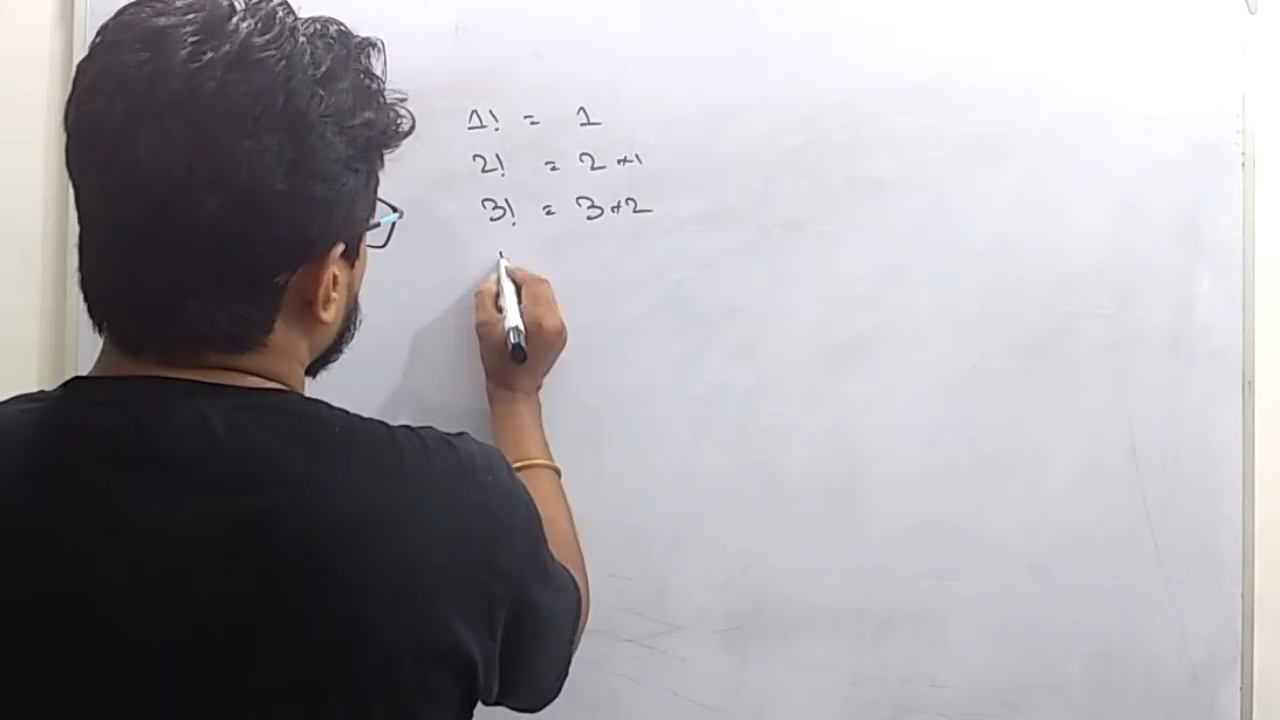 1! = 1
2! = 2*1
3! = 3*2